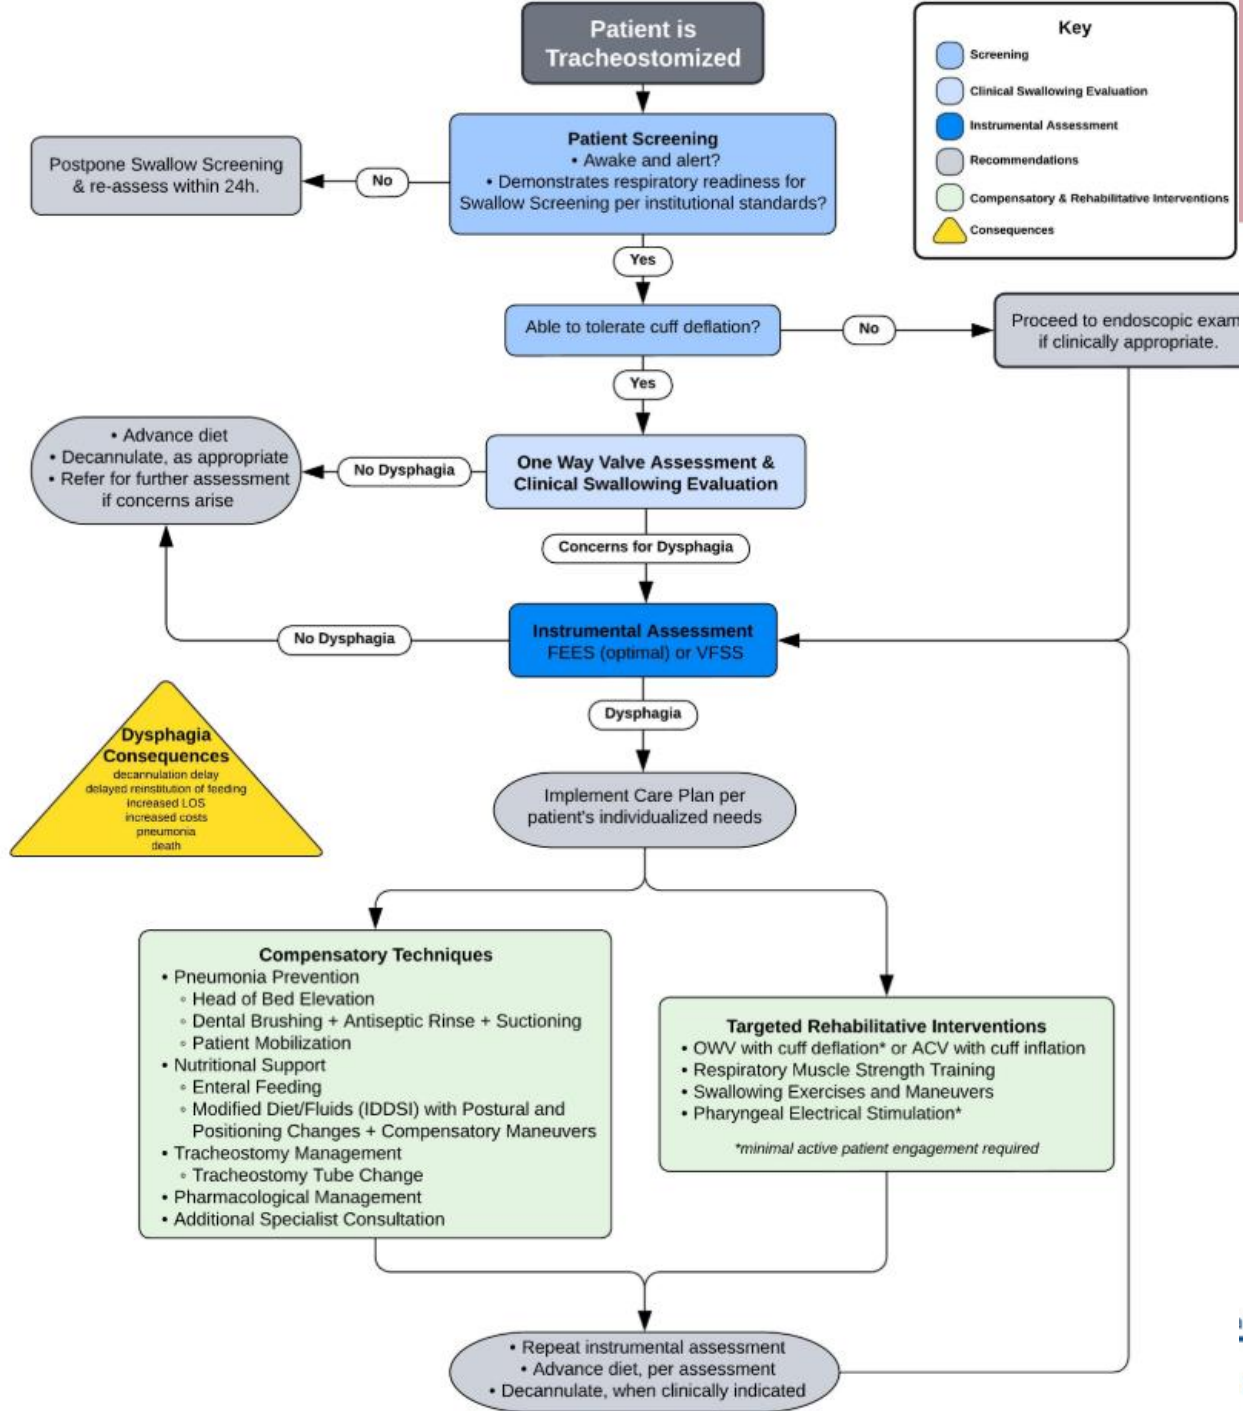 Patient is
Tracheostomized
Key
Screening
Clinical Swallowing Evaluation
Instrumental Assessment
Recommendations
Compensatory & Rehabilitative Interventions
Consequences
Patient Screening
• Awake and alert?
• Demonstrates respiratory readiness for
Swallow Screening per institutional standards?
No
Postpone Swallow Screening
& re-assess within 24h.
Yes
Able to tolerate cuff deflation?
No
Proceed to endoscopic exam
if clinically appropriate.
Yes
One Way Valve Assessment &
Clinical Swallowing Evaluation
No Dysphagia
• Advance diet
• Decannulate, as appropriate
• Refer for further assessment
if concerns arise
Concerns for Dysphagia
Instrumental Assessment
FEES (optimal) or VFSS
No Dysphagia
Dysphagia
Dysphagia
Consequences
decannulation delay
delayed reinstitution of feeding
increased LOS
increased costs
pneumonia
death
Implement Care Plan per
patient's individualized needs
Compensatory Techniques
• Pneumonia Prevention
◦ Head of Bed Elevation
◦ Dental Brushing + Antiseptic Rinse + Suctioning
◦ Patient Mobilization
• Nutritional Support
◦ Enteral Feeding
◦ Modified Diet/Fluids (IDDSI) with Postural and
Positioning Changes + Compensatory Maneuvers
• Tracheostomy Management
◦ Tracheostomy Tube Change
• Pharmacological Management
• Additional Specialist Consultation
Targeted Rehabilitative Interventions
• OWV with cuff deflation* or ACV with cuff inflation
• Respiratory Muscle Strength Training
• Swallowing Exercises and Maneuvers
• Pharyngeal Electrical Stimulation*
*minimal active patient engagement required
• Repeat instrumental assessment
• Advance diet, per assessment
• Decannulate, when clinically indicated